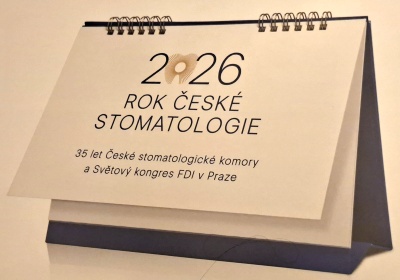 2026
ROK ČESKÉ
STOMATOLOGIE
35 let České stomatologické komory
a Světový kongres FDI v Praze